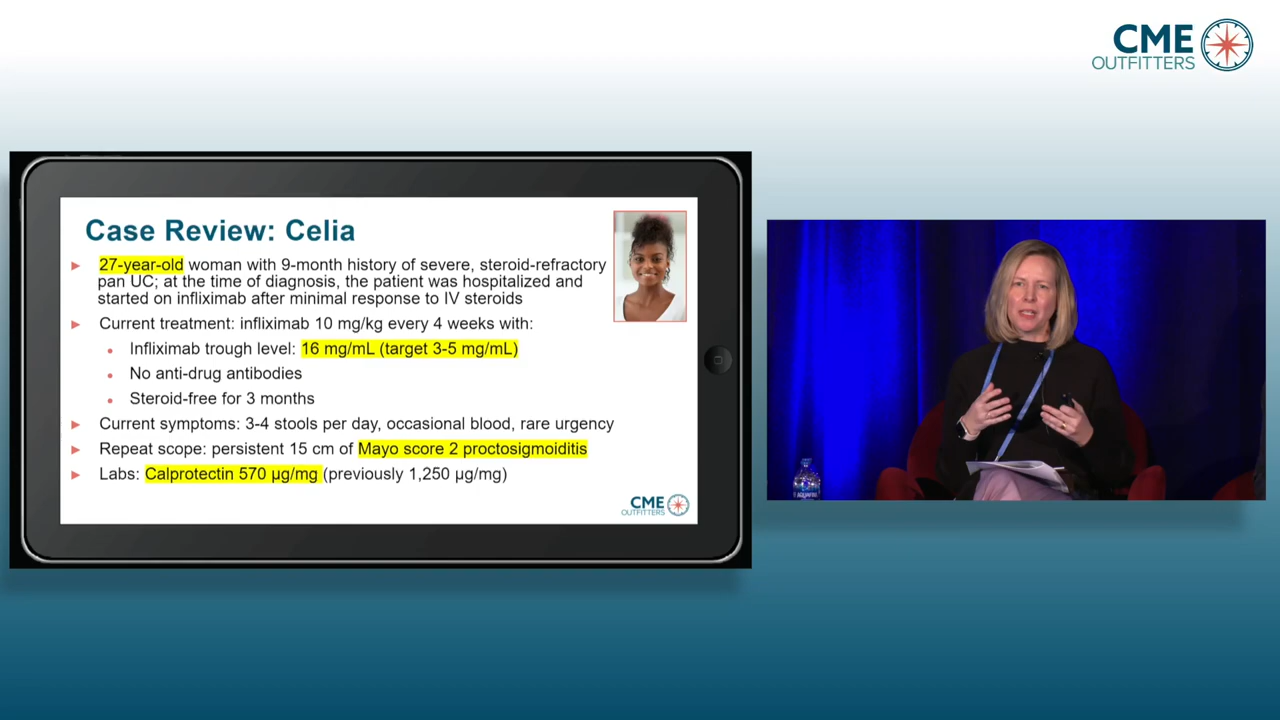 CME
OUTFITTERS
Case Review: Celia
27-year-old woman with 9-month history of severe, steroid-refractory
pan UC; at the time of diagnosis, the patient was hospitalized and
started on infliximab after minimal response to IV steroids
Current treatment: infliximab 10 mg/kg every 4 weeks with:
Infliximab trough level: 16 mg/mL (target 3-5 mg/mL)
No anti-drug antibodies
Steroid-free for 3 months
Current symptoms: 3-4 stools per day, occasional blood, rare urgency
Repeat scope: persistent 15 cm of Mayo score 2 proctosigmoiditis
Labs: Calprotectin 570 µg/mg (previously 1,250 µg/mg)
CME
OUTFITTERS